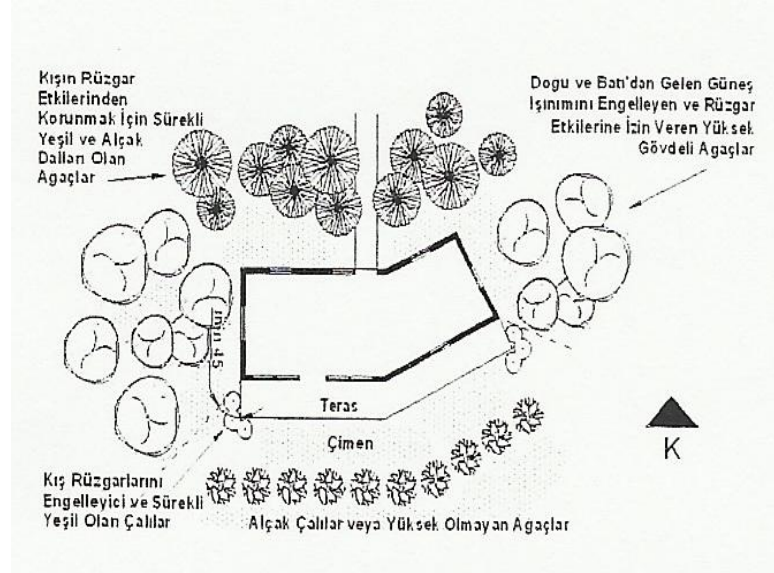 Kışın Rüzgar
Etkilerinden
Korunmak İçin Sürekli
Yeşil ve Alçak
Dalları Olan
Ağaçlar
Dogu ve Batı'dan Gelen Güneş
Işınımını Engelleyen ve Rüzgar
Etkilerine İzin Veren Yüksek
Gövdeli Agaçlar
min 45
Teras
Çimen
K
Kış Rüzgarlarını
Engelleyici ve Sürekli
Yeşil Olan Çalılar
Alçak Çalılar veya Yüksek Olmayan Agaçlar